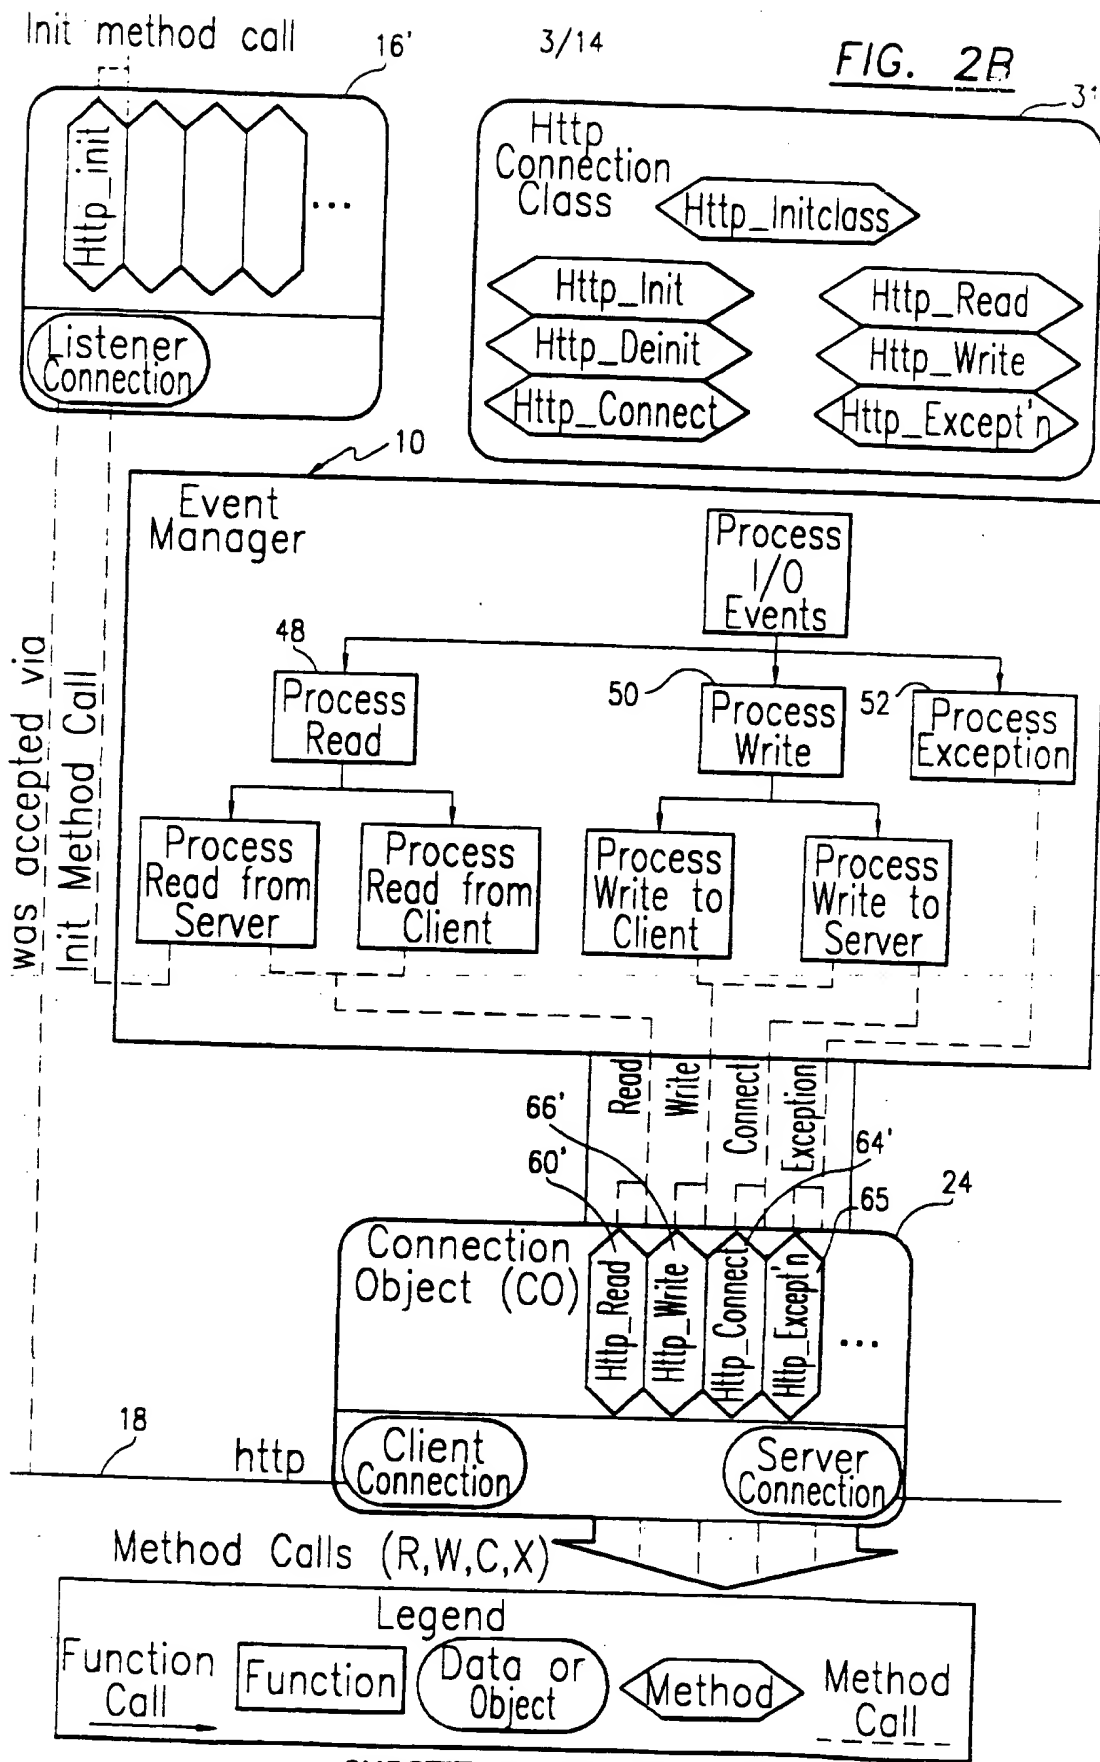 Init method call
16'
3/14
FIG. 2B
Http_init
...
Listener
Connection
Http
Connection
Class
Http_Initclass
Http_Init
Http_Deinit
Http_Connect
Http_Read
Http_Write
Http_Except'n
10
Event
Manager
Process
I/O
Events
48
Process
Read
50
Process
Write
52
Process
Exception
Process
Read from
Server
Process
Read from
Client
Process
Write to
Client
Process
Write to
Server
was accepted via
Init Method Call
Read
Write
Connect
Exception
66'
60'
64'
65
24
Connection
Object (CO)
Http_Read
Http_Write
Http_Connect
Http_Except'n
...
18
http
Client
Connection
Server
Connection
Method Calls (R,W,C,X)
Legend
Function
Call
Function
Data or
Object
Method
Method
Call